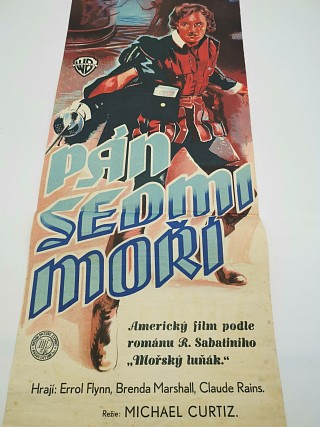 PÁN
SEDMI
MOŘÍ
Americký film podle
románu R. Sabatiniho
„Mořský luňák.“
Hrají: Errol Flynn, Brenda Marshall, Claude Rains.
Režie: MICHAEL CURTIZ.